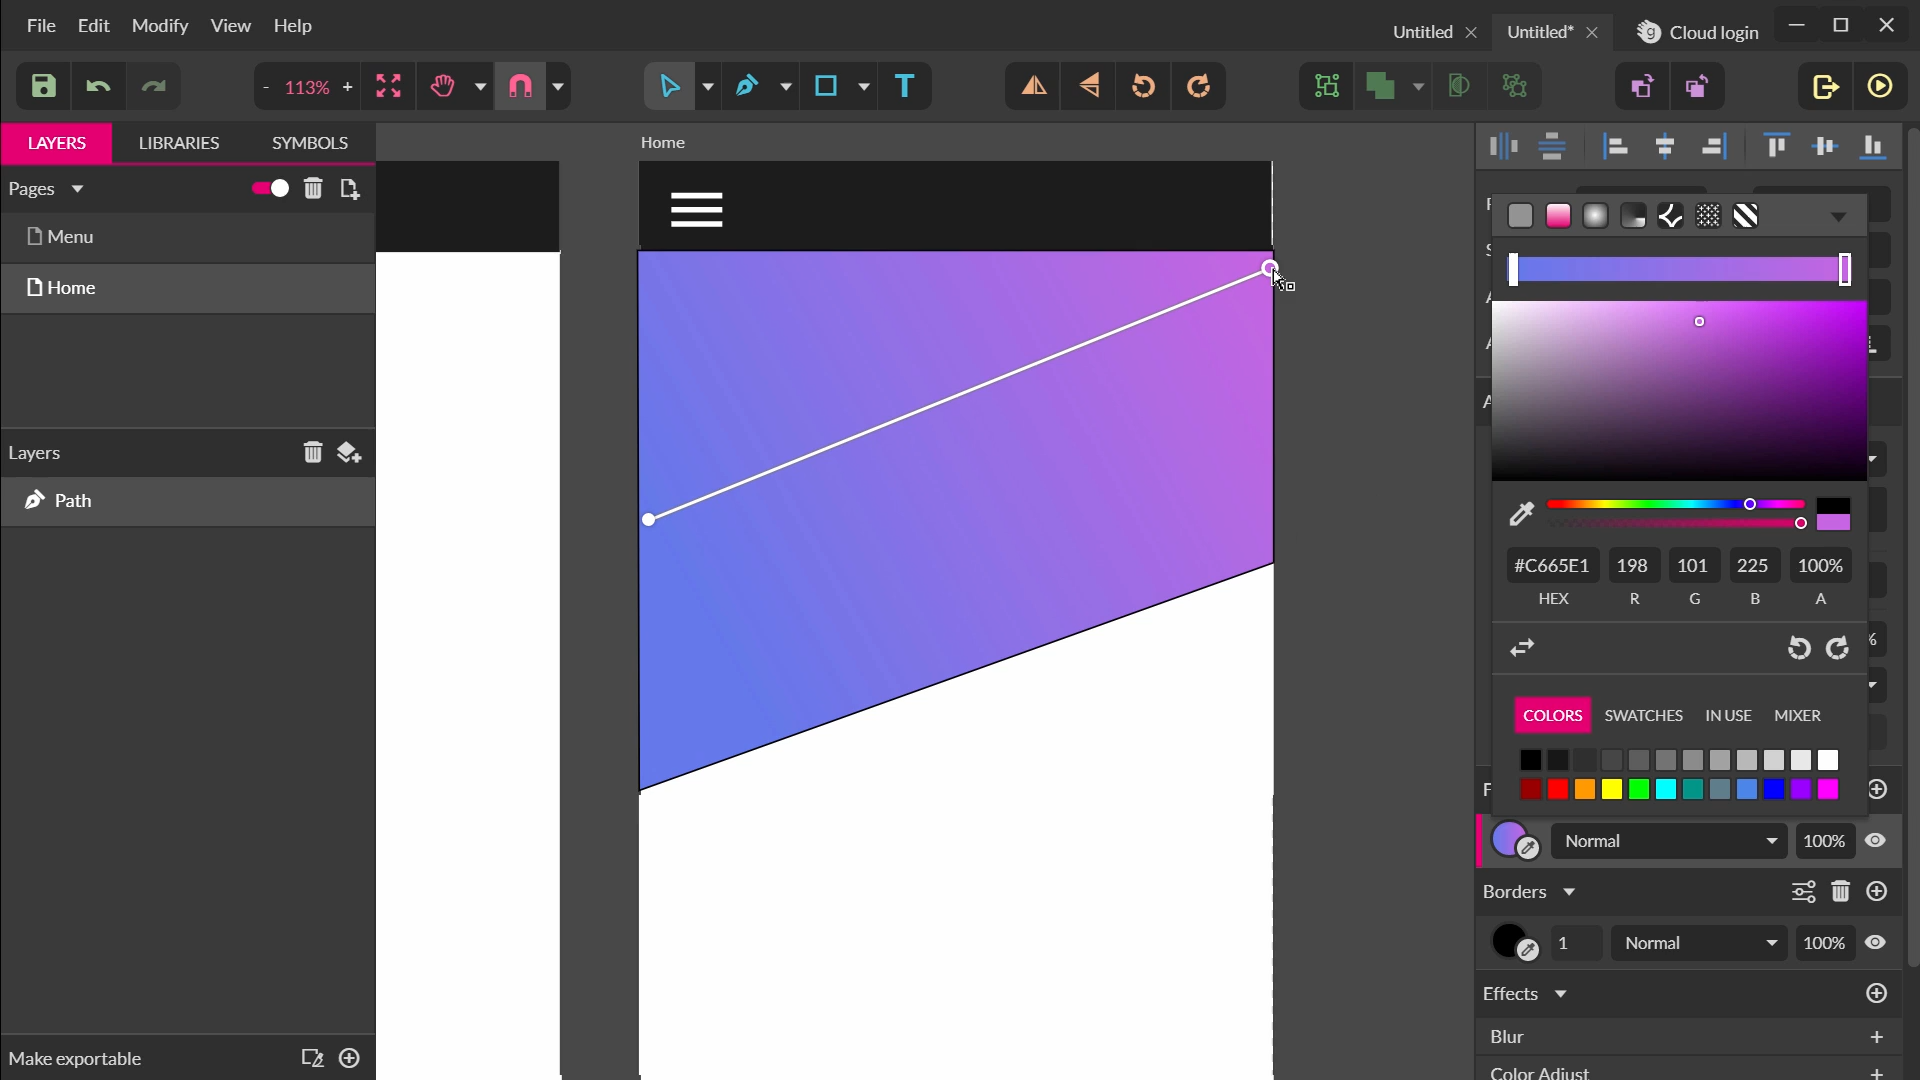 File Edit Modify View Help
Untitled Untitled* Cloud login
- 113% + T
LAYERS LIBRARIES SYMBOLS
Home
Pages
Menu
Home
#C665E1 198 101 225 100%
HEX R G B A
%
Layers
Path
COLORS SWATCHES IN USE MIXER
Normal 100%
Borders
1 Normal 100%
Effects
Blur +
Make exportable
Color Adjust +